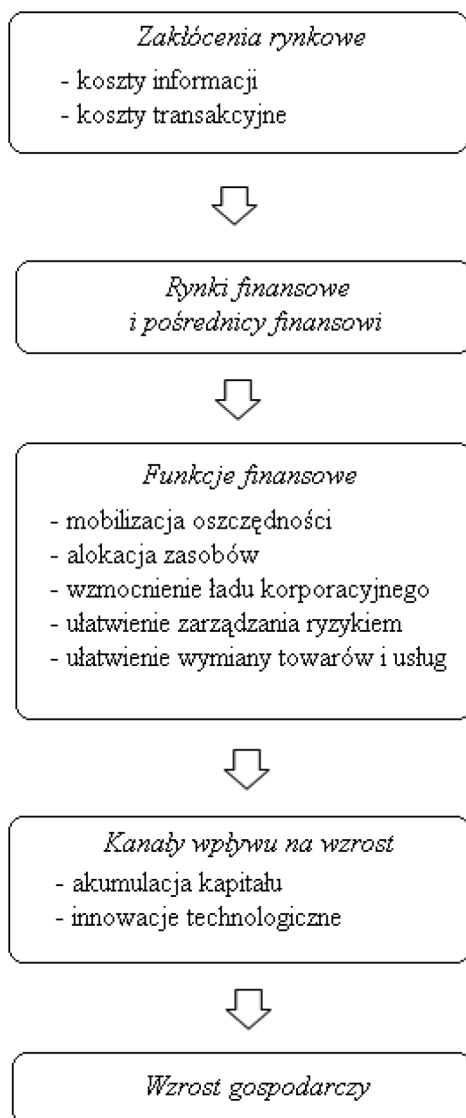 Zakłócenia rynkowe
- koszty informacji
- koszty transakcyjne
Rynki finansowe
i pośrednicy finansowi
Funkcje finansowe
- mobilizacja oszczędności
- alokacja zasobów
- wzmocnienie ładu korporacyjnego
- ułatwienie zarządzania ryzykiem
- ułatwienie wymiany towarów i usług
Kanały wpływu na wzrost
- akumulacja kapitału
- innowacje technologiczne
Wzrost gospodarczy